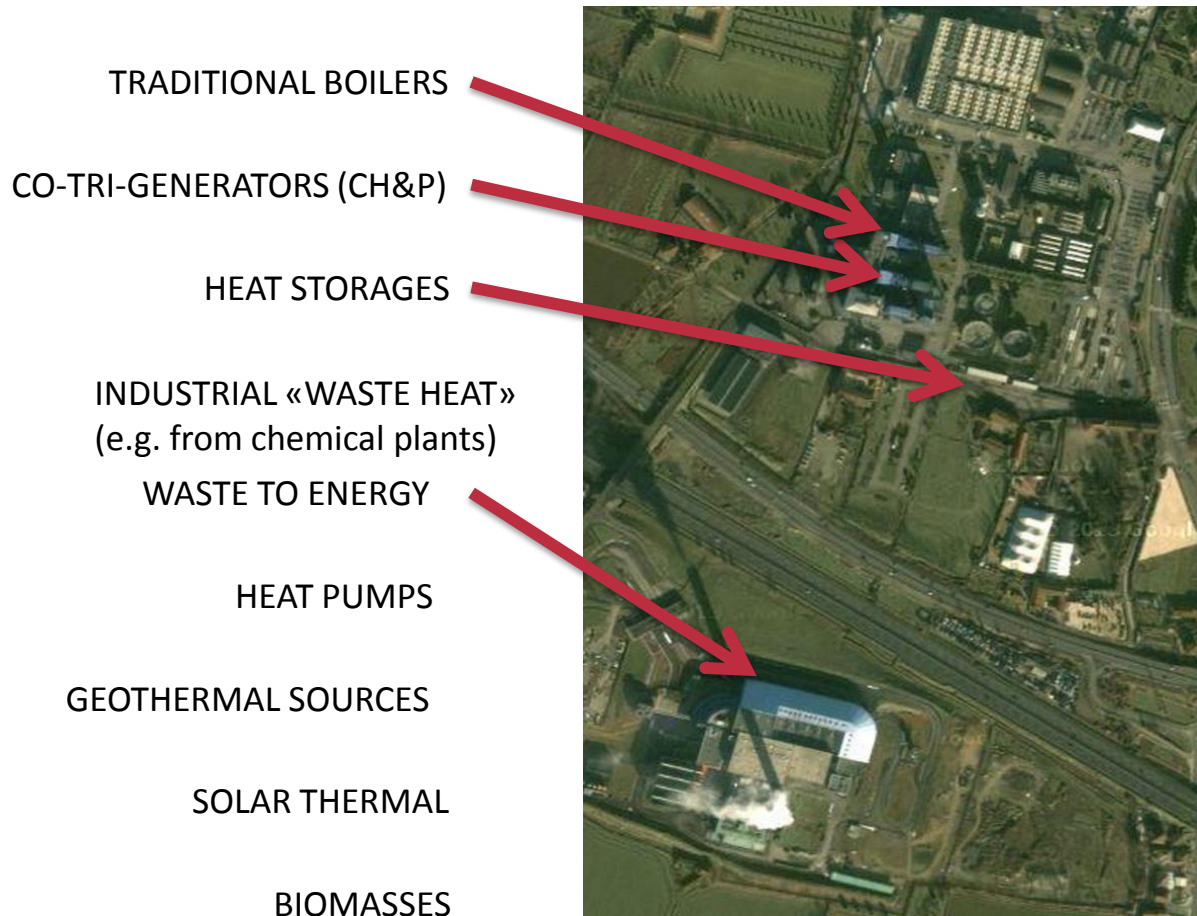 TRADITIONAL BOILERS
CO-TRI-GENERATORS (CH&P)
HEAT STORAGES
INDUSTRIAL «WASTE HEAT»
(e.g. from chemical plants)
WASTE TO ENERGY
HEAT PUMPS
GEOTHERMAL SOURCES
SOLAR THERMAL
BIOMASSES